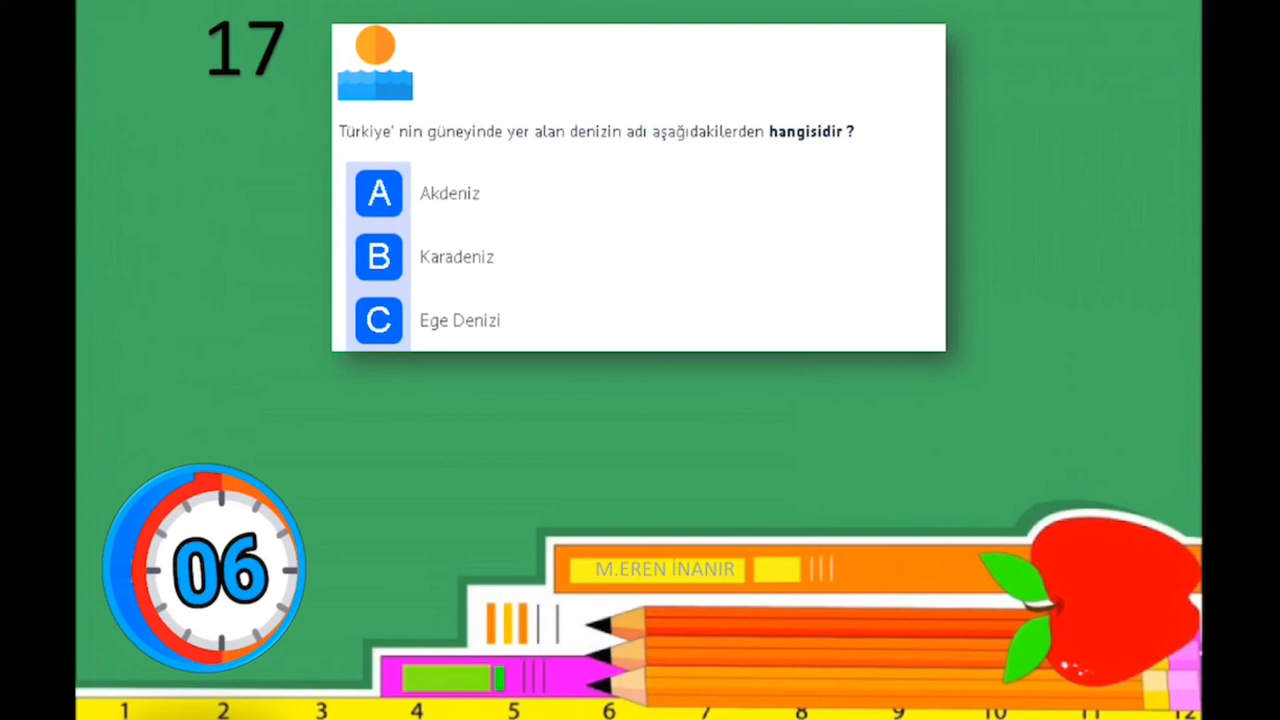 17
Türkiye' nin güneyinde yer alan denizin adı aşağıdakilerden hangisidir ?
A Akdeniz
B Karadeniz
C Ege Denizi
06
M.EREN INANIR
1 2 3 4 5 6 7 8 9 10 11 12